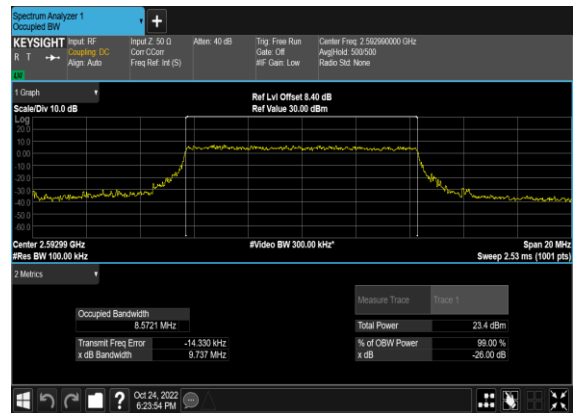 Spectrum Analyzer 1
Occupied BW
+
KEYSIGHT Input: RF Input Z: 50 Ω Atten: 40 dB Trig: Free Run Center Freq: 2.592990000 GHz
R T Coupling: DC Corr CCorr Gate: Off Avg|Hold: 500/500
Align: Auto Freq Ref: Int (S) #IF Gain: Low Radio Std: None
1 Graph
Scale/Div 10.0 dB
Ref Lvl Offset 8.40 dB
Ref Value 30.00 dBm
Log
20.0
10.0
0.00
-10.0
-20.0
-30.0
-40.0
-50.0
-60.0
Center 2.59299 GHz #Video BW 300.00 kHz* Span 20 MHz
#Res BW 100.00 kHz Sweep 2.53 ms (1001 pts)
2 Metrics
Measure Trace Trace 1
Occupied Bandwidth
8.5721 MHz Total Power 23.4 dBm
Transmit Freq Error -14.330 kHz % of OBW Power 99.00 %
x dB Bandwidth 9.737 MHz x dB -26.00 dB
? Oct 24, 2022
6:23:54 PM